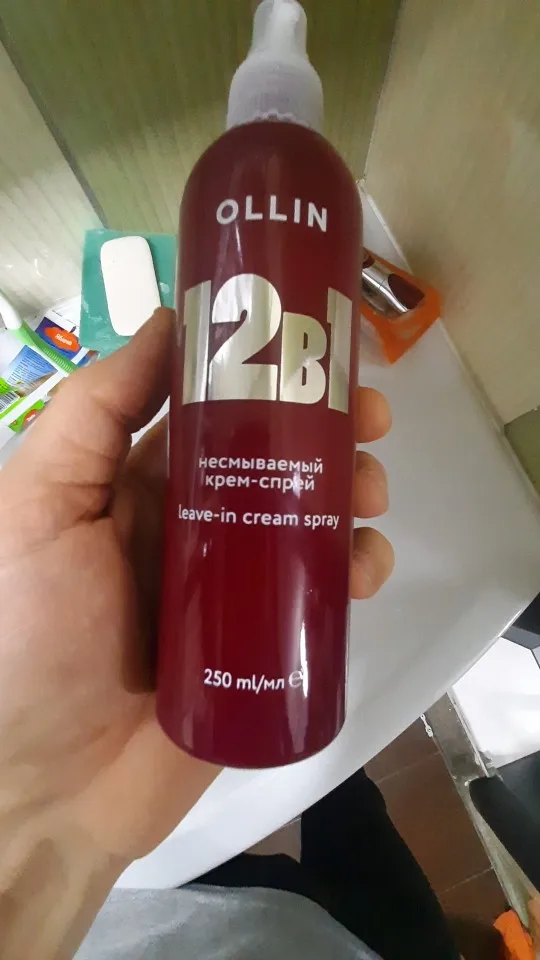 OLLIN
12в1
несмываемый
крем-спрей
leave-in cream spray
250 ml/мл e